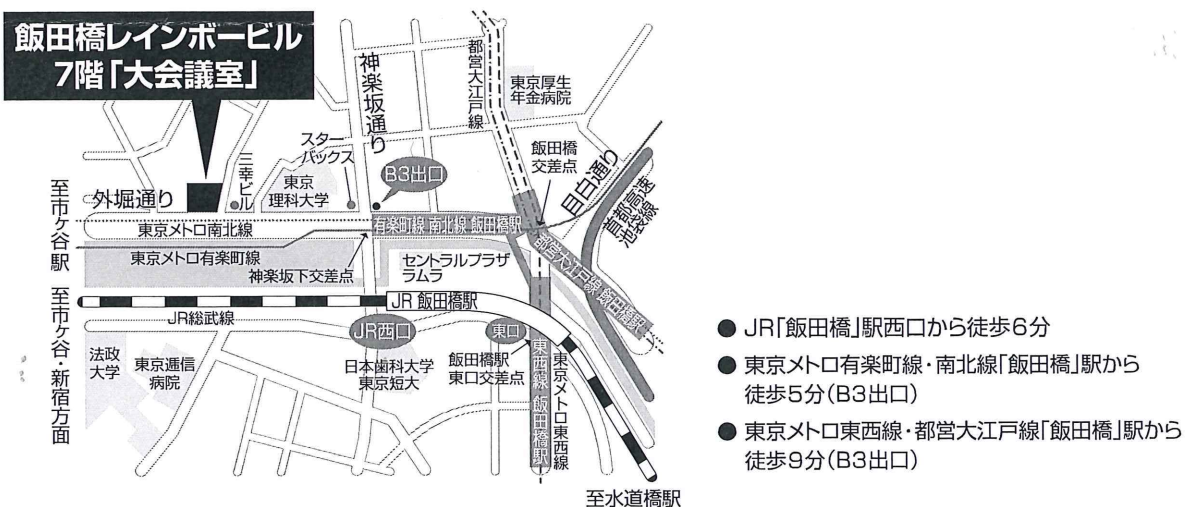 飯田橋レインボービル
7階「大会議室」
神楽坂通り
都営大江戸線
東京厚生
年金病院
スター
バックス
飯田橋
交差点
目白通り
B3出口
三幸ビル
東京
理科大学
首都高速
池袋線
外堀通り
至市ケ谷駅
有楽町線 南北線 飯田橋駅
東京メトロ南北線
東京メトロ有楽町線
神楽坂下交差点
セントラルプラザ
ラムラ
都営大江戸線 飯田橋駅
JR 飯田橋駅
JR総武線
JR西口
東口
至市ケ谷・新宿方面
法政
大学
東京逓信
病院
日本歯科大学
東京短大
飯田橋駅
東口交差点
東西線 飯田橋駅
東京メトロ東西線
至水道橋駅
● JR「飯田橋」駅西口から徒歩6分
● 東京メトロ有楽町線・南北線「飯田橋」駅から
徒歩5分(B3出口)
● 東京メトロ東西線・都営大江戸線「飯田橋」駅から
徒歩9分(B3出口)